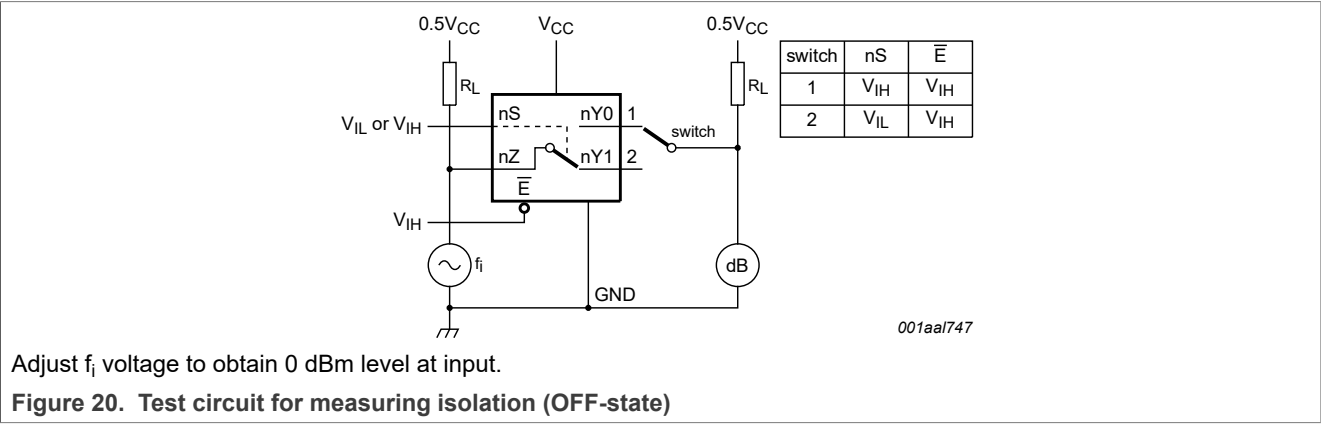 0.5VCC VCC 0.5VCC
switch nS E̅
1 VIH VIH
2 VIL VIH
RL RL
VIL or VIH nS nY0 1 switch
nZ nY1 2
E̅
VIH
fi dB
GND
001aal747
Adjust fi voltage to obtain 0 dBm level at input.
Figure 20. Test circuit for measuring isolation (OFF-state)